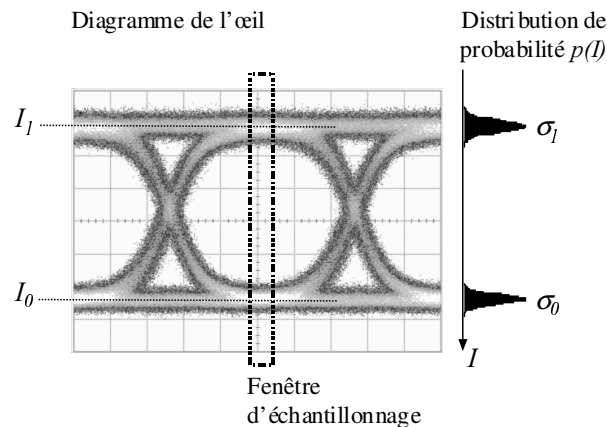 Diagramme de l'œil
Distribution de
probabilité p(I)
I₁
σ₁
I₀
σ₀
I
Fenêtre
d'échantillonnage